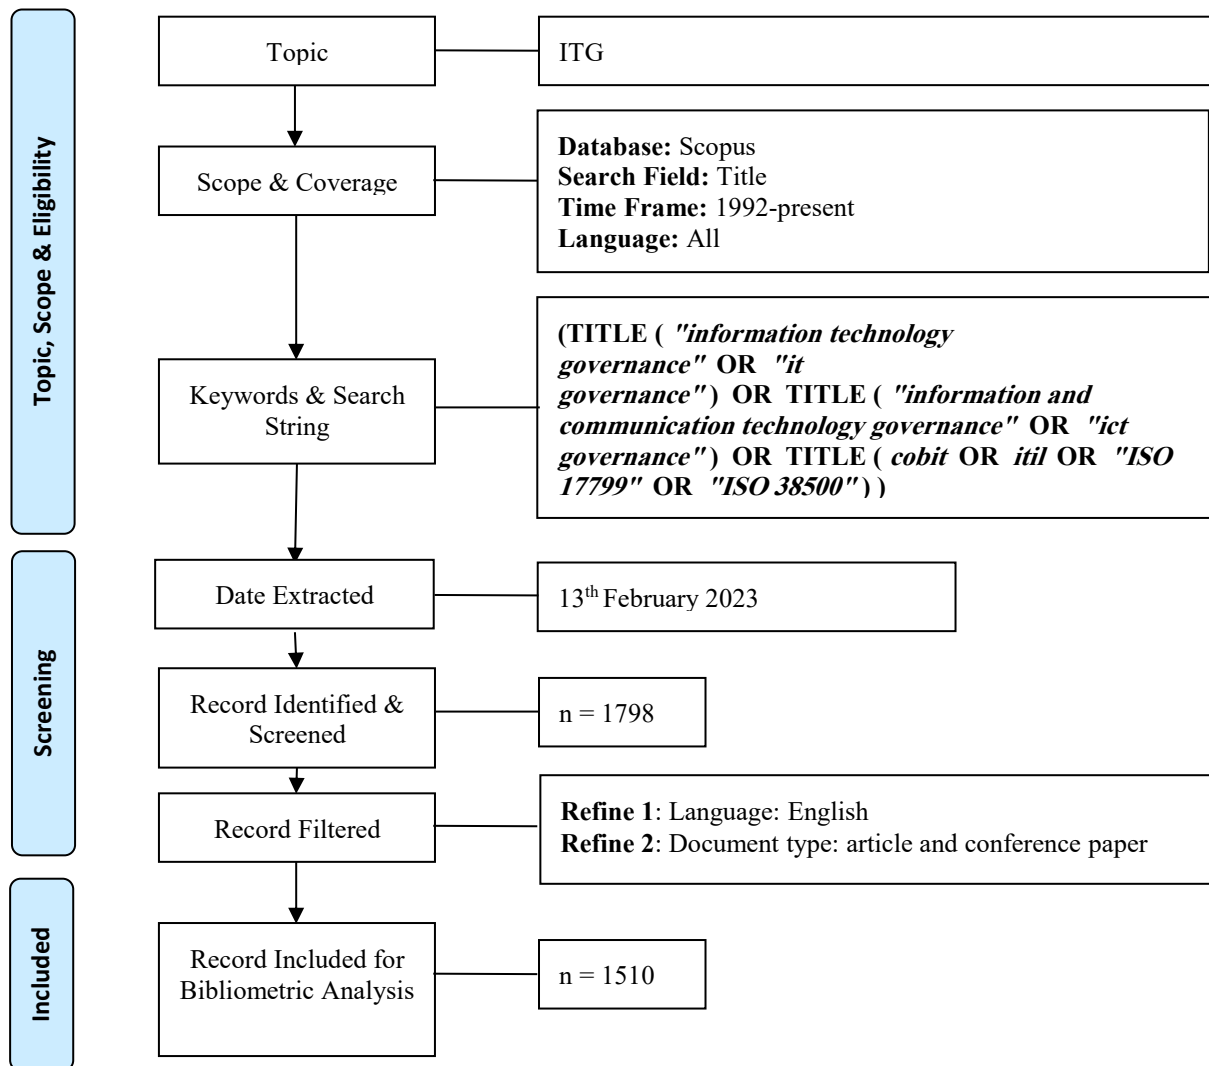 Topic, Scope & Eligibility
Topic
ITG
Scope & Coverage
Database: Scopus
Search Field: Title
Time Frame: 1992-present
Language: All
Keywords & Search
String
(TITLE ( "information technology
governance" OR "it
governance" ) OR TITLE ( "information and
communication technology governance" OR "ict
governance" ) OR TITLE ( cobit OR itil OR "ISO
17799" OR "ISO 38500" ) )
Screening
Date Extracted
13th February 2023
Record Identified &
Screened
n = 1798
Record Filtered
Refine 1: Language: English
Refine 2: Document type: article and conference paper
Included
Record Included for
Bibliometric Analysis
n = 1510